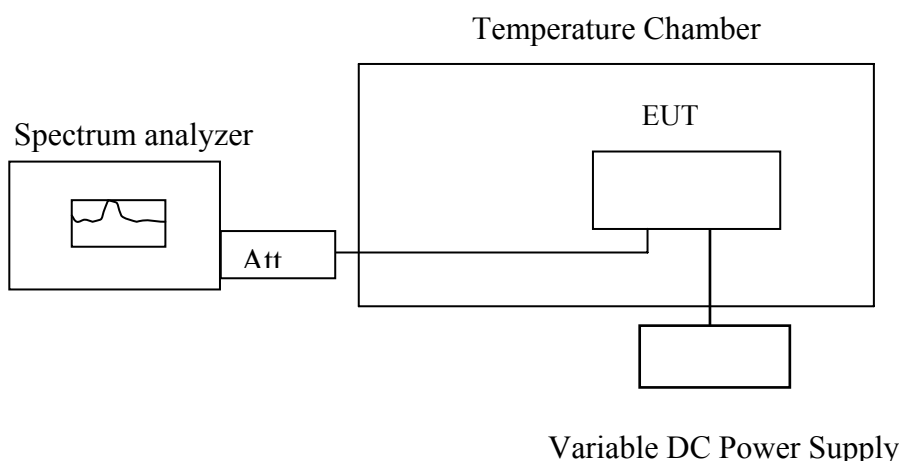 Temperature Chamber
EUT
Spectrum analyzer
Att
Variable DC Power Supply